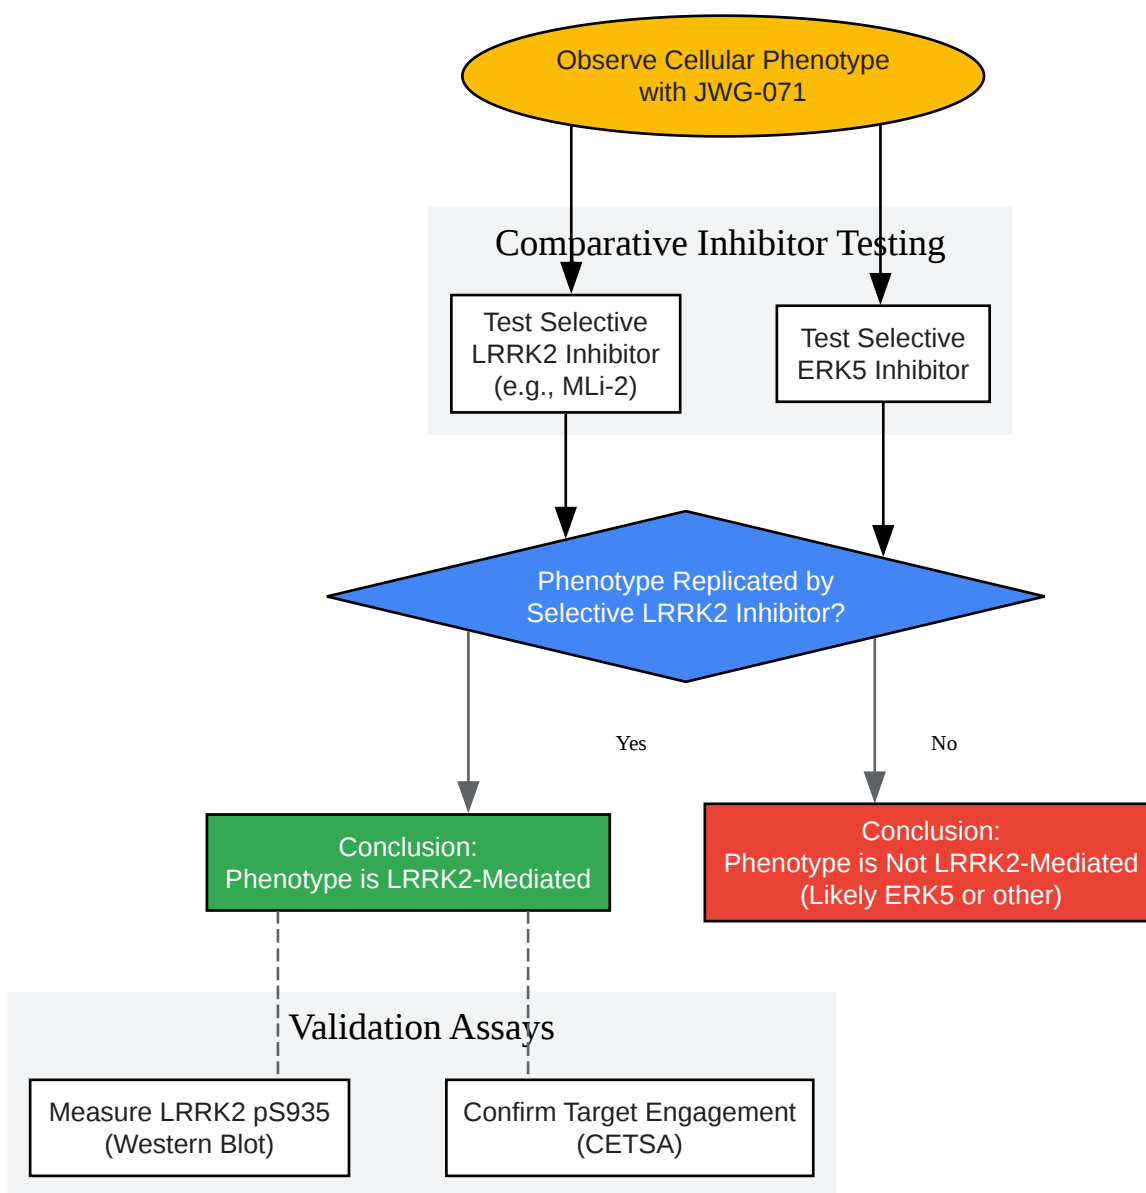 Observe Cellular Phenotype
with JWG-071
Comparative Inhibitor Testing
Test Selective
LRRK2 Inhibitor
(e.g., MLi-2)
Test Selective
ERK5 Inhibitor
Phenotype Replicated by
Selective LRRK2 Inhibitor?
Yes
No
Conclusion:
Phenotype is LRRK2-Mediated
Conclusion:
Phenotype is Not LRRK2-Mediated
(Likely ERK5 or other)
Validation Assays
Measure LRRK2 pS935
(Western Blot)
Confirm Target Engagement
(CETSA)